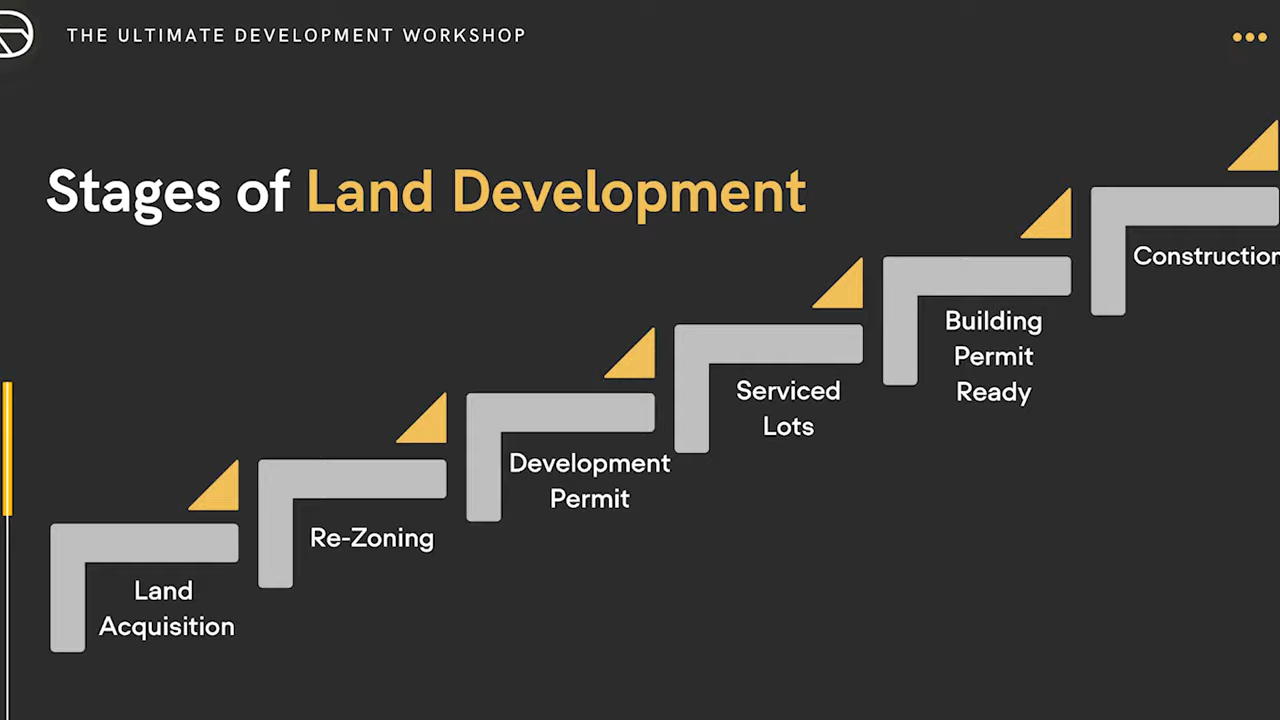 THE ULTIMATE DEVELOPMENT WORKSHOP
Stages of Land Development
Land
Acquisition
Re-Zoning
Development
Permit
Serviced
Lots
Building
Permit
Ready
Construction